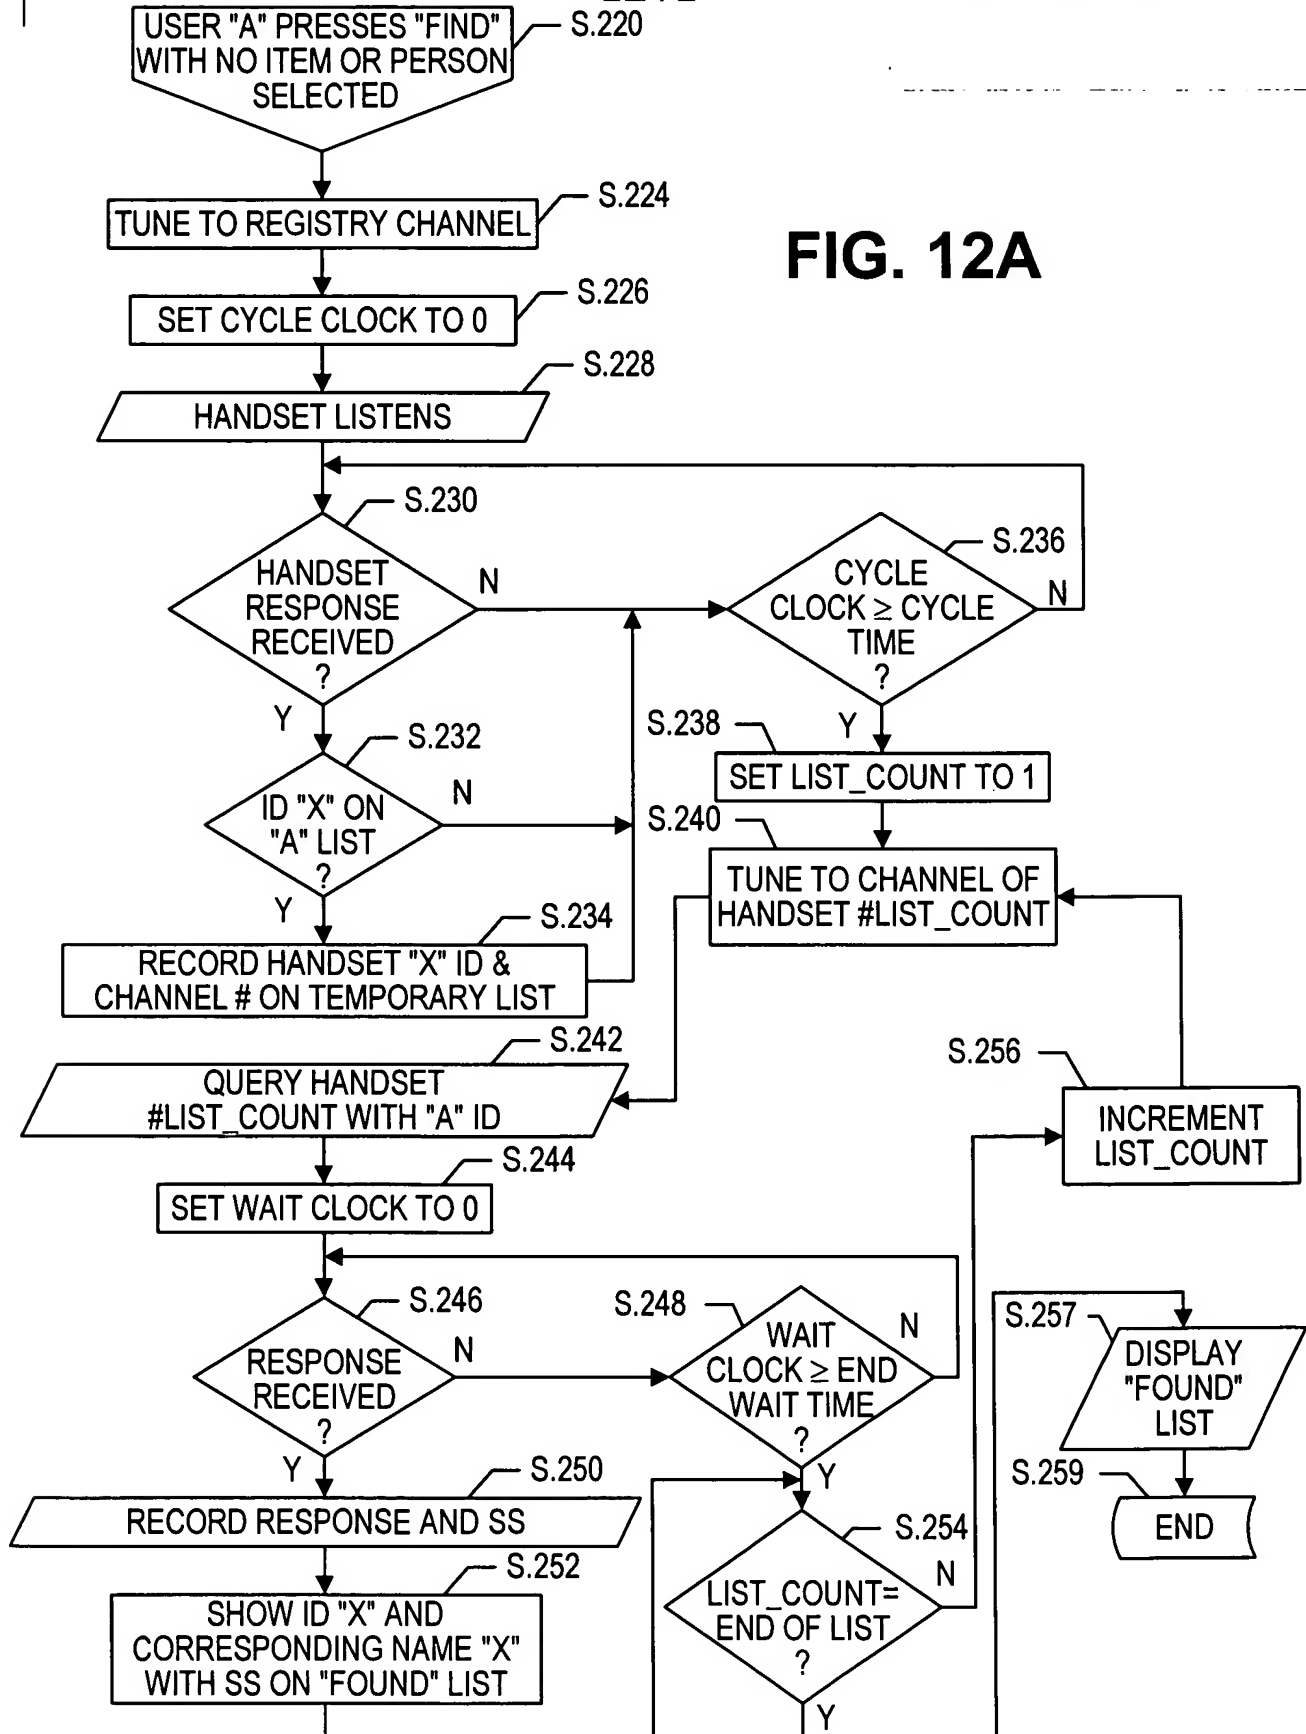 USER "A" PRESSES "FIND"
WITH NO ITEM OR PERSON
SELECTED
S.220
TUNE TO REGISTRY CHANNEL
S.224
FIG. 12A
SET CYCLE CLOCK TO 0
S.226
HANDSET LISTENS
S.228
HANDSET
RESPONSE
RECEIVED
?
S.230
N
Y
CYCLE
CLOCK ≥ CYCLE
TIME
?
S.236
N
Y
ID "X" ON
"A" LIST
?
S.232
N
Y
S.238
SET LIST_COUNT TO 1
S.240
TUNE TO CHANNEL OF
HANDSET #LIST_COUNT
S.234
RECORD HANDSET "X" ID &
CHANNEL # ON TEMPORARY LIST
S.242
QUERY HANDSET
#LIST_COUNT WITH "A" ID
S.256
INCREMENT
LIST_COUNT
S.244
SET WAIT CLOCK TO 0
S.246
RESPONSE
RECEIVED
?
N
Y
S.248
WAIT
CLOCK ≥ END
WAIT TIME
?
N
Y
S.257
DISPLAY
"FOUND"
LIST
S.259
END
S.250
RECORD RESPONSE AND SS
S.254
LIST_COUNT=
END OF LIST
?
N
Y
S.252
SHOW ID "X" AND
CORRESPONDING NAME "X"
WITH SS ON "FOUND" LIST